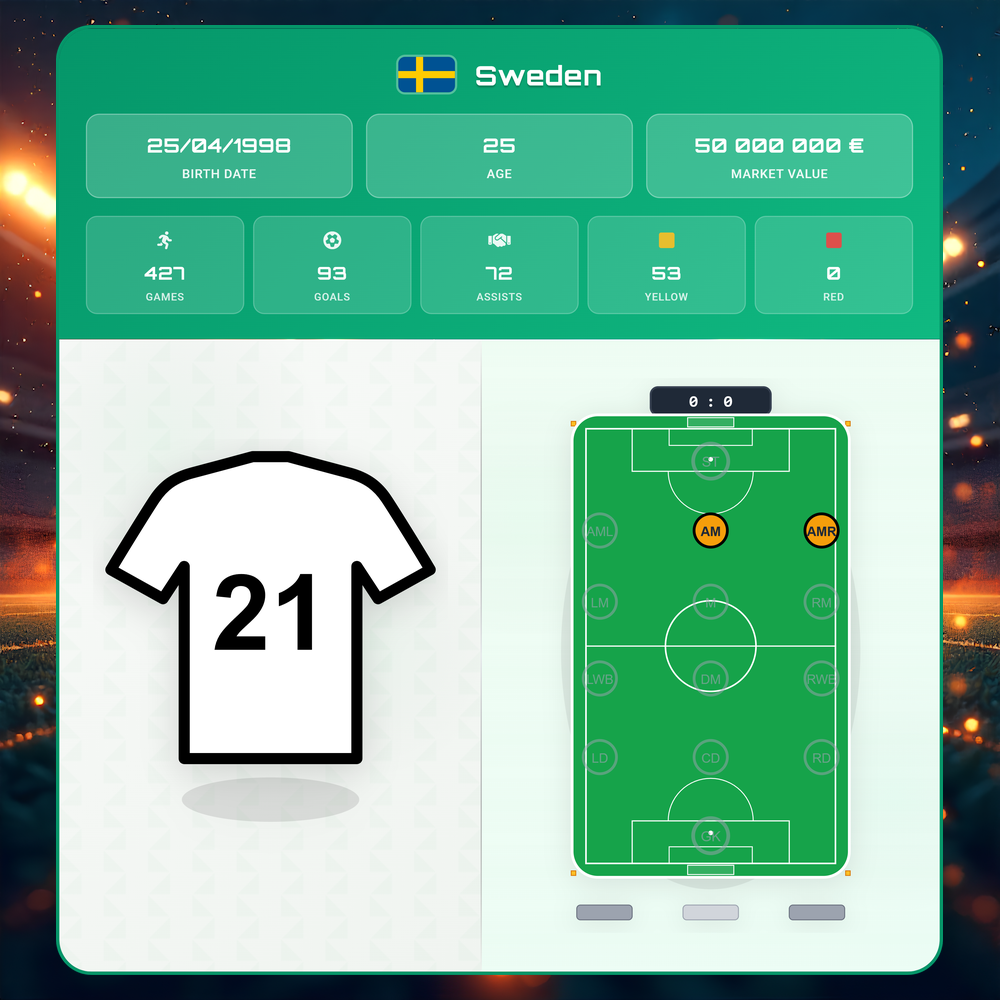 Sweden
25/04/1998
BIRTH DATE
25
AGE
50 000 000 €
MARKET VALUE
427
GAMES
93
GOALS
72
ASSISTS
53
YELLOW
0
RED
21
0 : 0
ST
AML
AM
AMR
LM
M
RM
LWB
DM
RWB
LD
CD
RD
GK